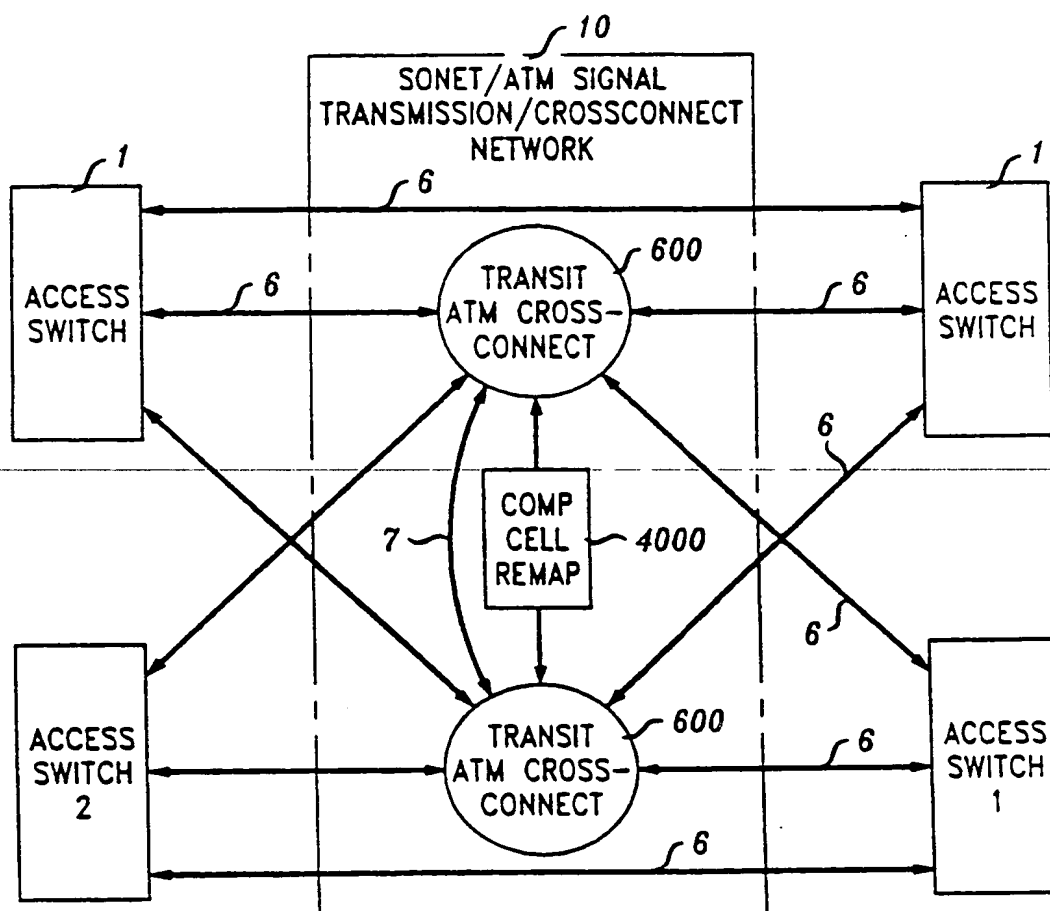 10
SONET/ATM SIGNAL
TRANSMISSION/CROSSCONNECT
NETWORK
1
1
6
ACCESS
SWITCH
6
TRANSIT
ATM CROSS-
CONNECT
600
6
ACCESS
SWITCH
6
7
COMP
CELL
REMAP
4000
6
ACCESS
SWITCH
2
TRANSIT
ATM CROSS-
CONNECT
600
6
ACCESS
SWITCH
1
6